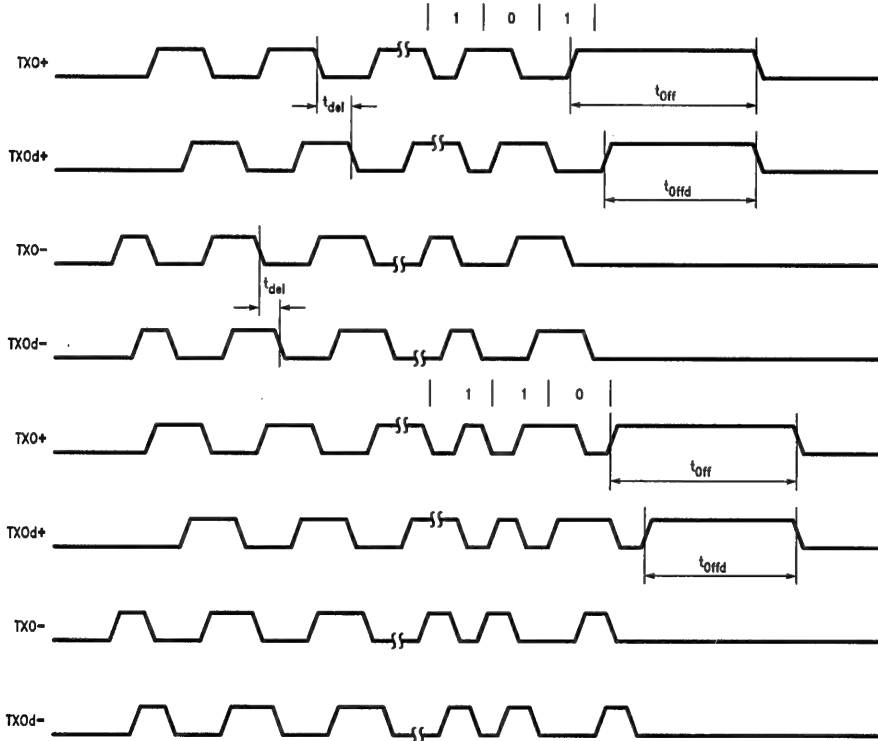 1 0 1
TXO+
tOff
tdel
TXOd+
tOffd
TXO−
tdel
TXOd−
1 1 0
TXO+
tOff
TXOd+
tOffd
TXO−
TXOd−